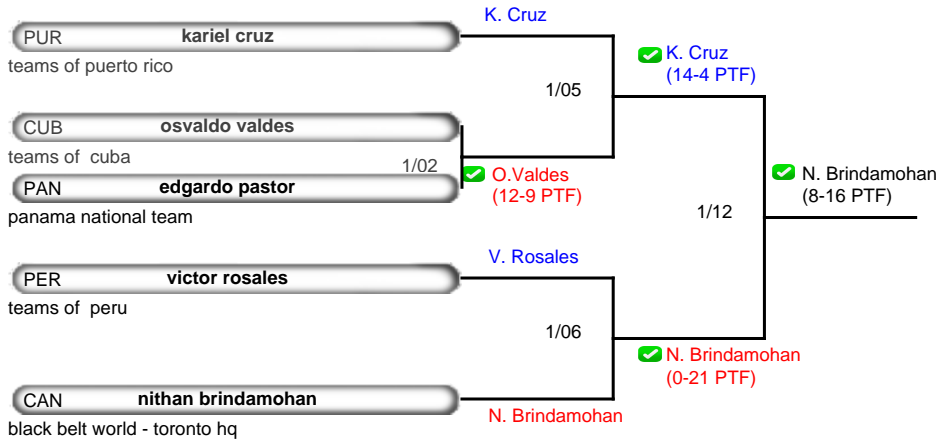 K. Cruz
PUR kariel cruz
teams of puerto rico
K. Cruz
(14-4 PTF)
1/05
CUB osvaldo valdes
teams of cuba
1/02
O.Valdes
(12-9 PTF)
PAN edgardo pastor
panama national team
N. Brindamohan
(8-16 PTF)
1/12
V. Rosales
PER victor rosales
teams of peru
1/06
N. Brindamohan
(0-21 PTF)
CAN nithan brindamohan
N. Brindamohan
black belt world - toronto hq